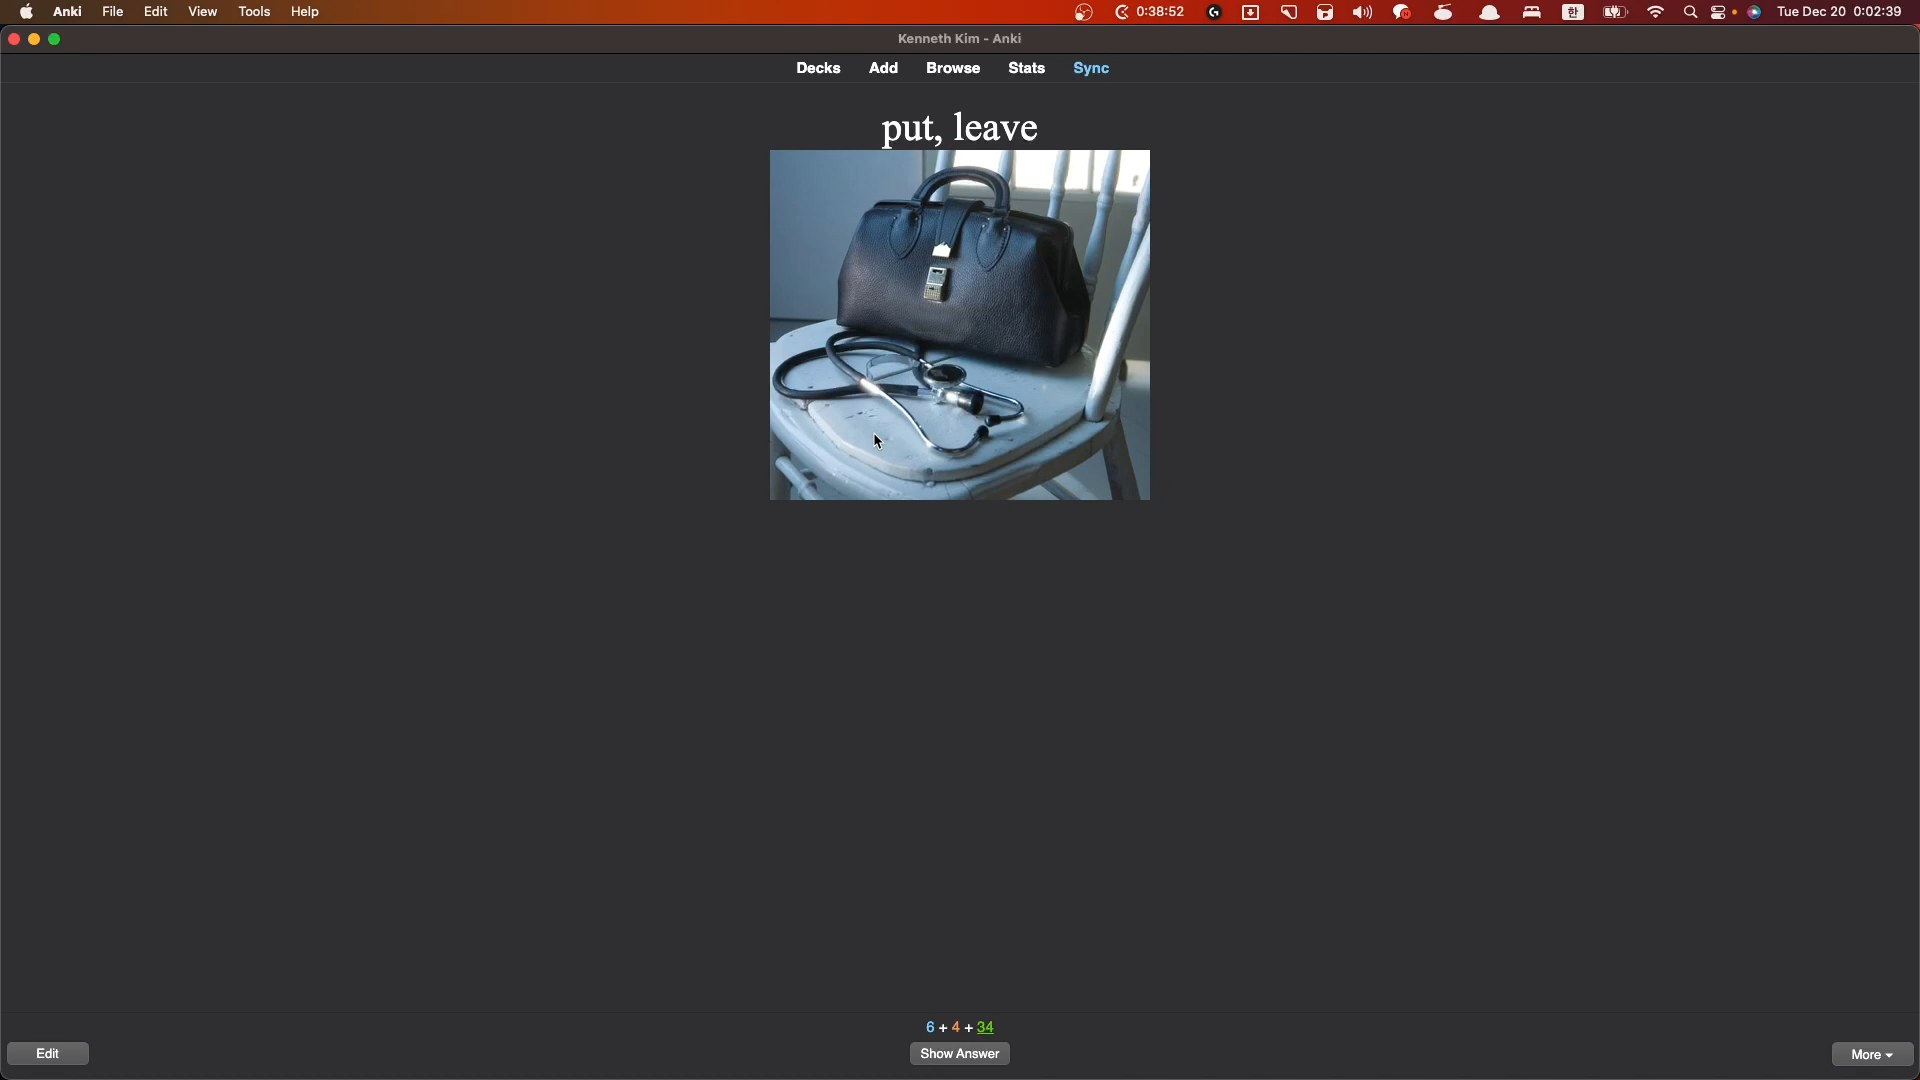 Anki File Edit View Tools Help 0:38:52 한 Tue Dec 20 0:02:39
Kenneth Kim - Anki
Decks Add Browse Stats Sync
put, leave
6 + 4 + 34
Edit Show Answer More